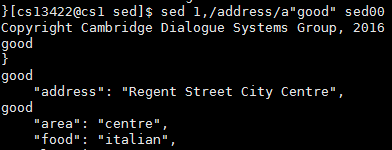 }[cs13422@cs1 sed]$ sed 1,/address/a"good" sed00
Copyright Cambridge Dialogue Systems Group, 2016
good
}
good
    "address": "Regent Street City Centre",
good
    "area": "centre",
    "food": "italian",